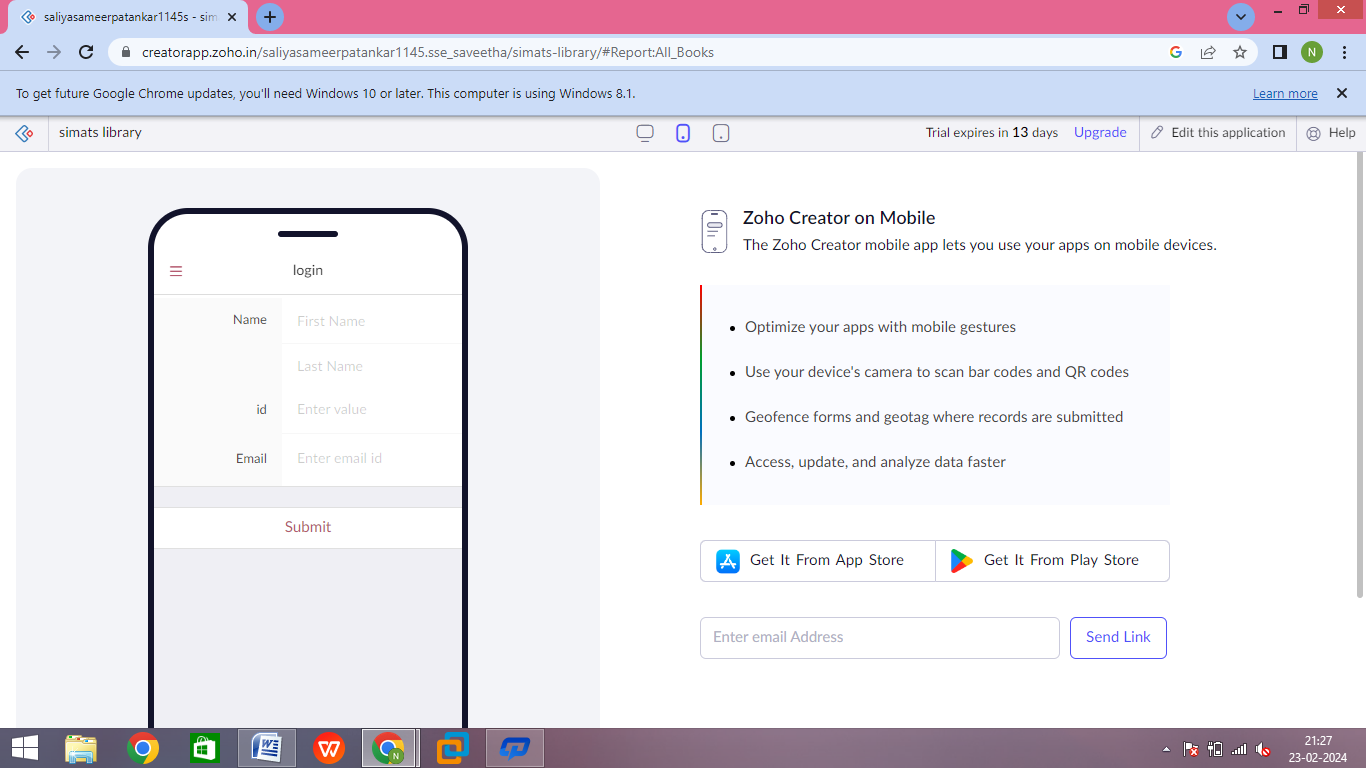 saliyasameerpatankar1145s - sim
creatorapp.zoho.in/saliyasameerpatankar1145.sse_saveetha/simats-library/#Report:All_Books
N
To get future Google Chrome updates, you'll need Windows 10 or later. This computer is using Windows 8.1.
Learn more
simats library
Trial expires in 13 days
Upgrade
Edit this application
Help
login
Name
First Name
Last Name
id
Enter value
Email
Enter email id
Submit
Zoho Creator on Mobile
The Zoho Creator mobile app lets you use your apps on mobile devices.
Optimize your apps with mobile gestures
Use your device's camera to scan bar codes and QR codes
Geofence forms and geotag where records are submitted
Access, update, and analyze data faster
Get It From App Store
Get It From Play Store
Enter email Address
Send Link
W
W
N
21:27
23-02-2024